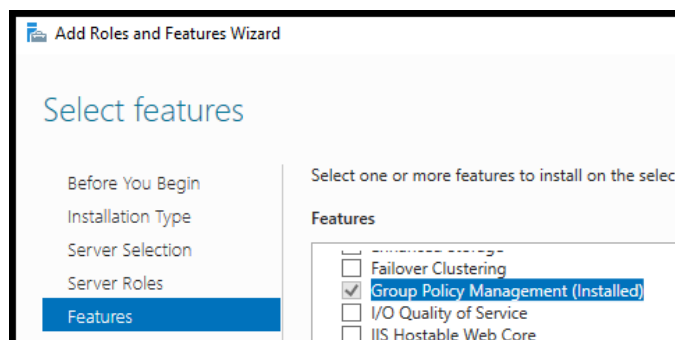 Add Roles and Features Wizard
Select features
Before You Begin
Installation Type
Server Selection
Server Roles
Features
Select one or more features to install on the selec
Features
Enhanced Storage
Failover Clustering
Group Policy Management (Installed)
I/O Quality of Service
IIS Hostable Web Core